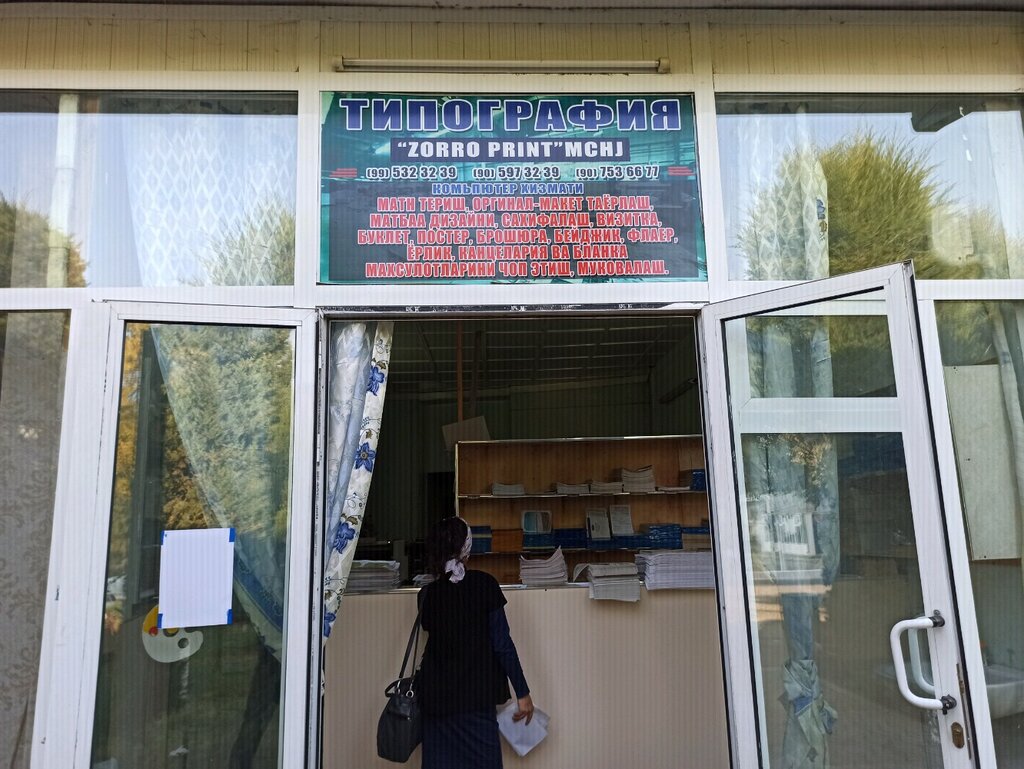 ТИПОГРАФИЯ
"ZORRO PRINT" MCHJ
(99) 532 32 39 (90) 597 32 39 (90) 753 66 77
КОМЬПЮТЕР ХИЗМАТИ
МАТН ТЕРИШ, ОРГИНАЛ-МАКЕТ ТАЁРЛАШ,
МАТБАА ДИЗАЙНИ, САХИФАЛАШ, ВИЗИТКА,
БУКЛЕТ, ПОСТЕР, БРОШЮРА, БЕЙДЖИК, ФЛАЕР,
ЁРЛИК, КАНЦЕЛАРИЯ ВА БЛАНКА
МАХСУЛОТЛАРИНИ ЧОП ЭТИШ, МУКОВАЛАШ.